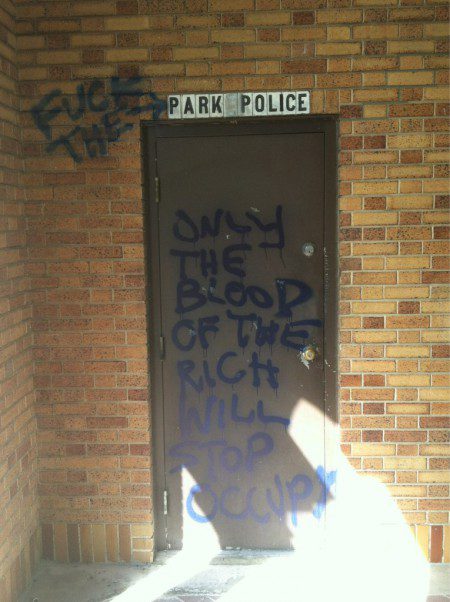 FUCK
THE →
PARK POLICE
ONLY
THE
BLOOD
OF THE
RICH
WILL
STOP
OCCUPY